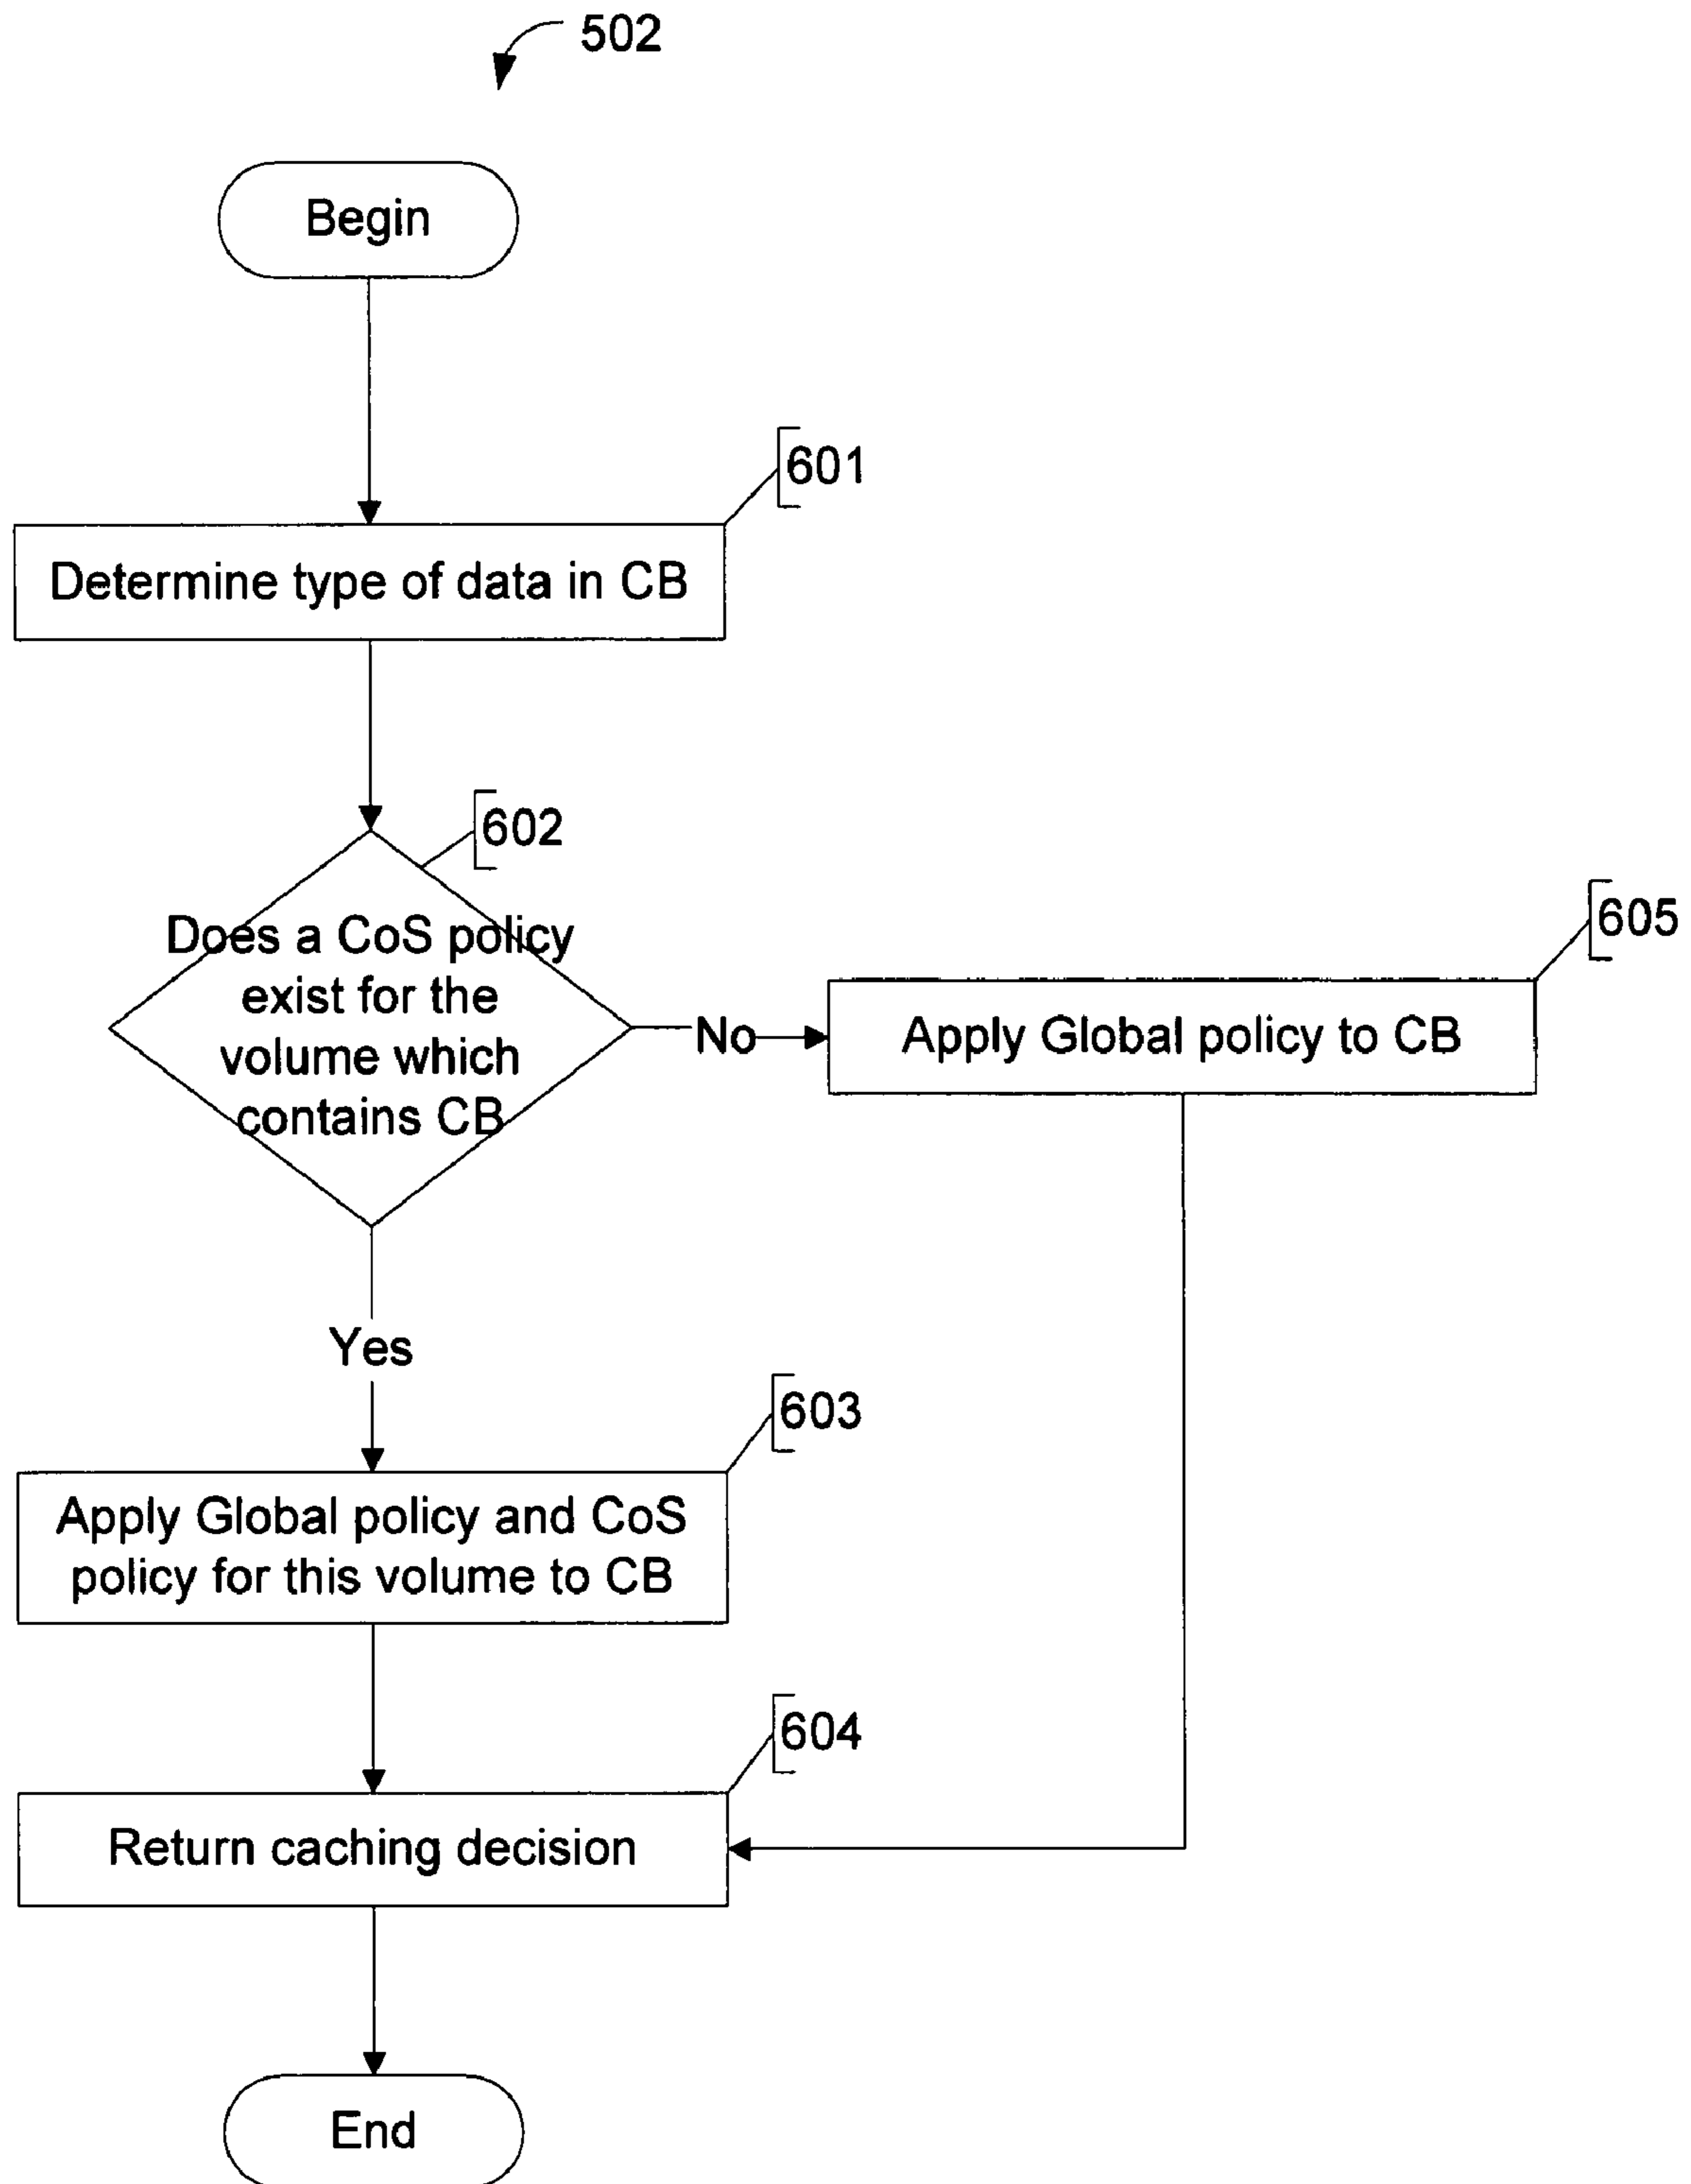 502
Begin
601
Determine type of data in CB
602
Does a CoS policy
exist for the
volume which
contains CB
No
605
Apply Global policy to CB
Yes
603
Apply Global policy and CoS
policy for this volume to CB
604
Return caching decision
End